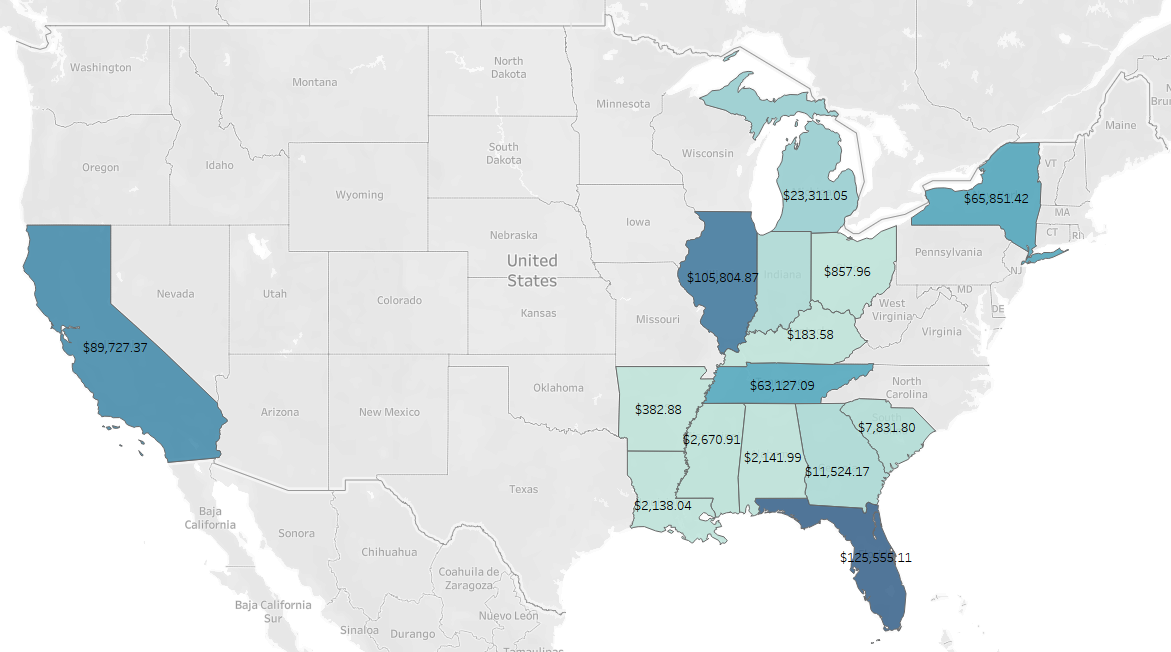 Washington
Montana
North
Dakota
Minnesota
Maine
Oregon
Idaho
South
Dakota
Wisconsin
VT
Wyoming
$23,311.05
$65,851.42
MA
Iowa
CT
RI
Nebraska
Pennsylvania
United
States
NJ
$105,804.87
Indiana
$857.96
Nevada
Utah
Colorado
Kansas
MD
West
Virginia
DE
Missouri
Virginia
$89,727.37
$183.58
Oklahoma
$63,127.09
North
Carolina
Arizona
New Mexico
$382.88
South
$7,831.80
$2,670.91
$2,141.99
$11,524.17
Texas
$2,138.04
Baja
California
Sonora
Chihuahua
$125,555.11
Coahuila de
Zaragoza
Baja California
Sur
Nuevo León
Sinaloa
Durango
Tamaulipas